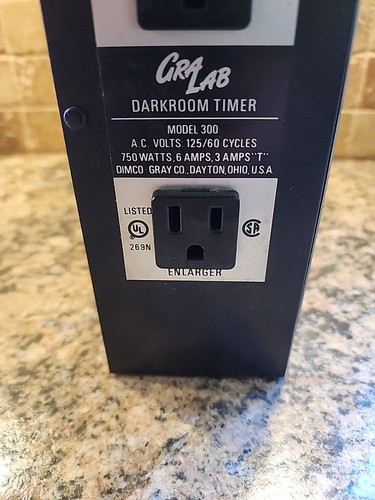 GRA LAB
DARKROOM TIMER
MODEL 300
A.C. VOLTS: 125/60 CYCLES
750 WATTS, 6 AMPS, 3 AMPS "T"
DIMCO-GRAY CO., DAYTON, OHIO, U.S.A.
LISTED
UL
269N
SA
ENLARGER